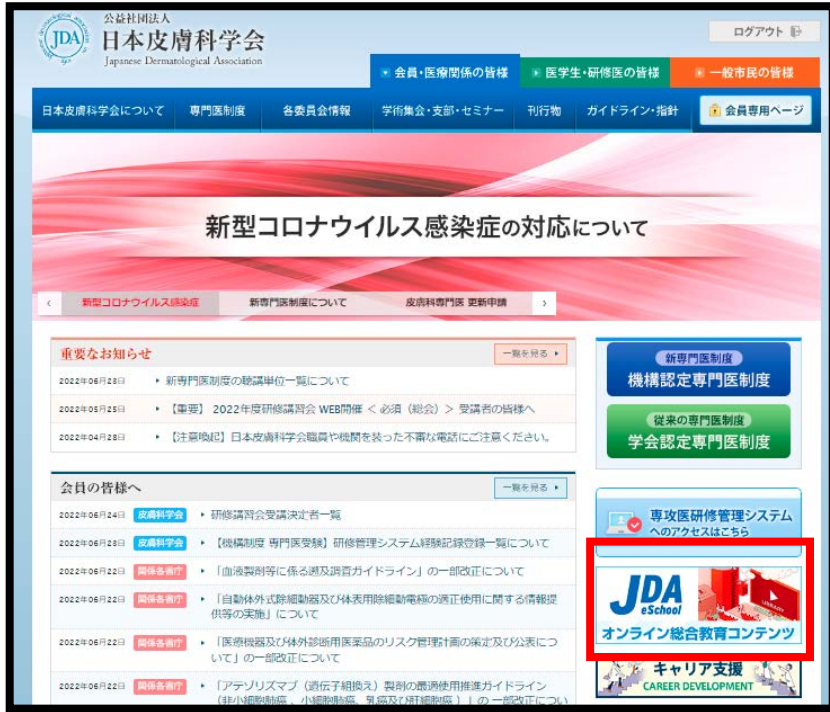 公益社団法人
JDA 日本皮膚科学会
Japanese Dermatological Association
ログアウト
会員・医療関係の皆様 医学生・研修医の皆様 一般市民の皆様
日本皮膚科学会について 専門医制度 各委員会情報 学術集会・支部・セミナー 刊行物 ガイドライン・指針 会員専用ページ
新型コロナウイルス感染症の対応について
新型コロナウイルス感染症 新専門医制度について 皮膚科専門医 更新申請
重要なお知らせ 一覧を見る
2022年06月28日 新専門医制度の聴講単位一覧について
2022年05月25日 【重要】 2022年度研修講習会 WEB開催 < 必須（総会）> 受講者の皆様へ
2022年04月28日 【注意喚起】日本皮膚科学会職員や機関を装った不審な電話にご注意ください。
会員の皆様へ 一覧を見る
2022年06月24日 皮膚科学会 研修講習会受講決定者一覧
2022年06月23日 皮膚科学会 【機構制度 専門医受験】研修管理システム経験記録登録一覧について
2022年06月22日 関係各省庁 「血液製剤等に係る遡及調査ガイドライン」の一部改正について
2022年06月22日 関係各省庁 「自動体外式除細動器及び体表用除細動電極の適正使用に関する情報提
供等の実施」について
2022年06月22日 関係各省庁 「医療機器及び体外診断用医薬品のリスク管理計画の策定及び公表につ
いて」の一部改正について
2022年06月22日 関係各省庁 「アテゾリズマブ（遺伝子組換え）製剤の最適使用推進ガイドライン
（非小細胞肺癌、小細胞肺癌、乳癌及び肝細胞癌）」の一部改正につい
新専門医制度
機構認定専門医制度
従来の専門医制度
学会認定専門医制度
専攻医研修管理システム
へのアクセスはこちら
JDA
eSchool
LIBRARY
オンライン総合教育コンテンツ
キャリア支援
CAREER DEVELOPMENT